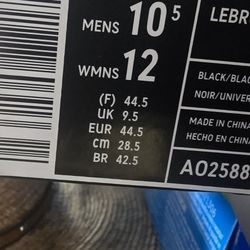 MENS 10.5
WMNS 12
(F) 44.5
UK 9.5
EUR 44.5
cm 28.5
BR 42.5
LEBR
BLACK/BLAC
NOIR/UNIVER
MADE IN CHINA
HECHO EN CHINA
AO2588